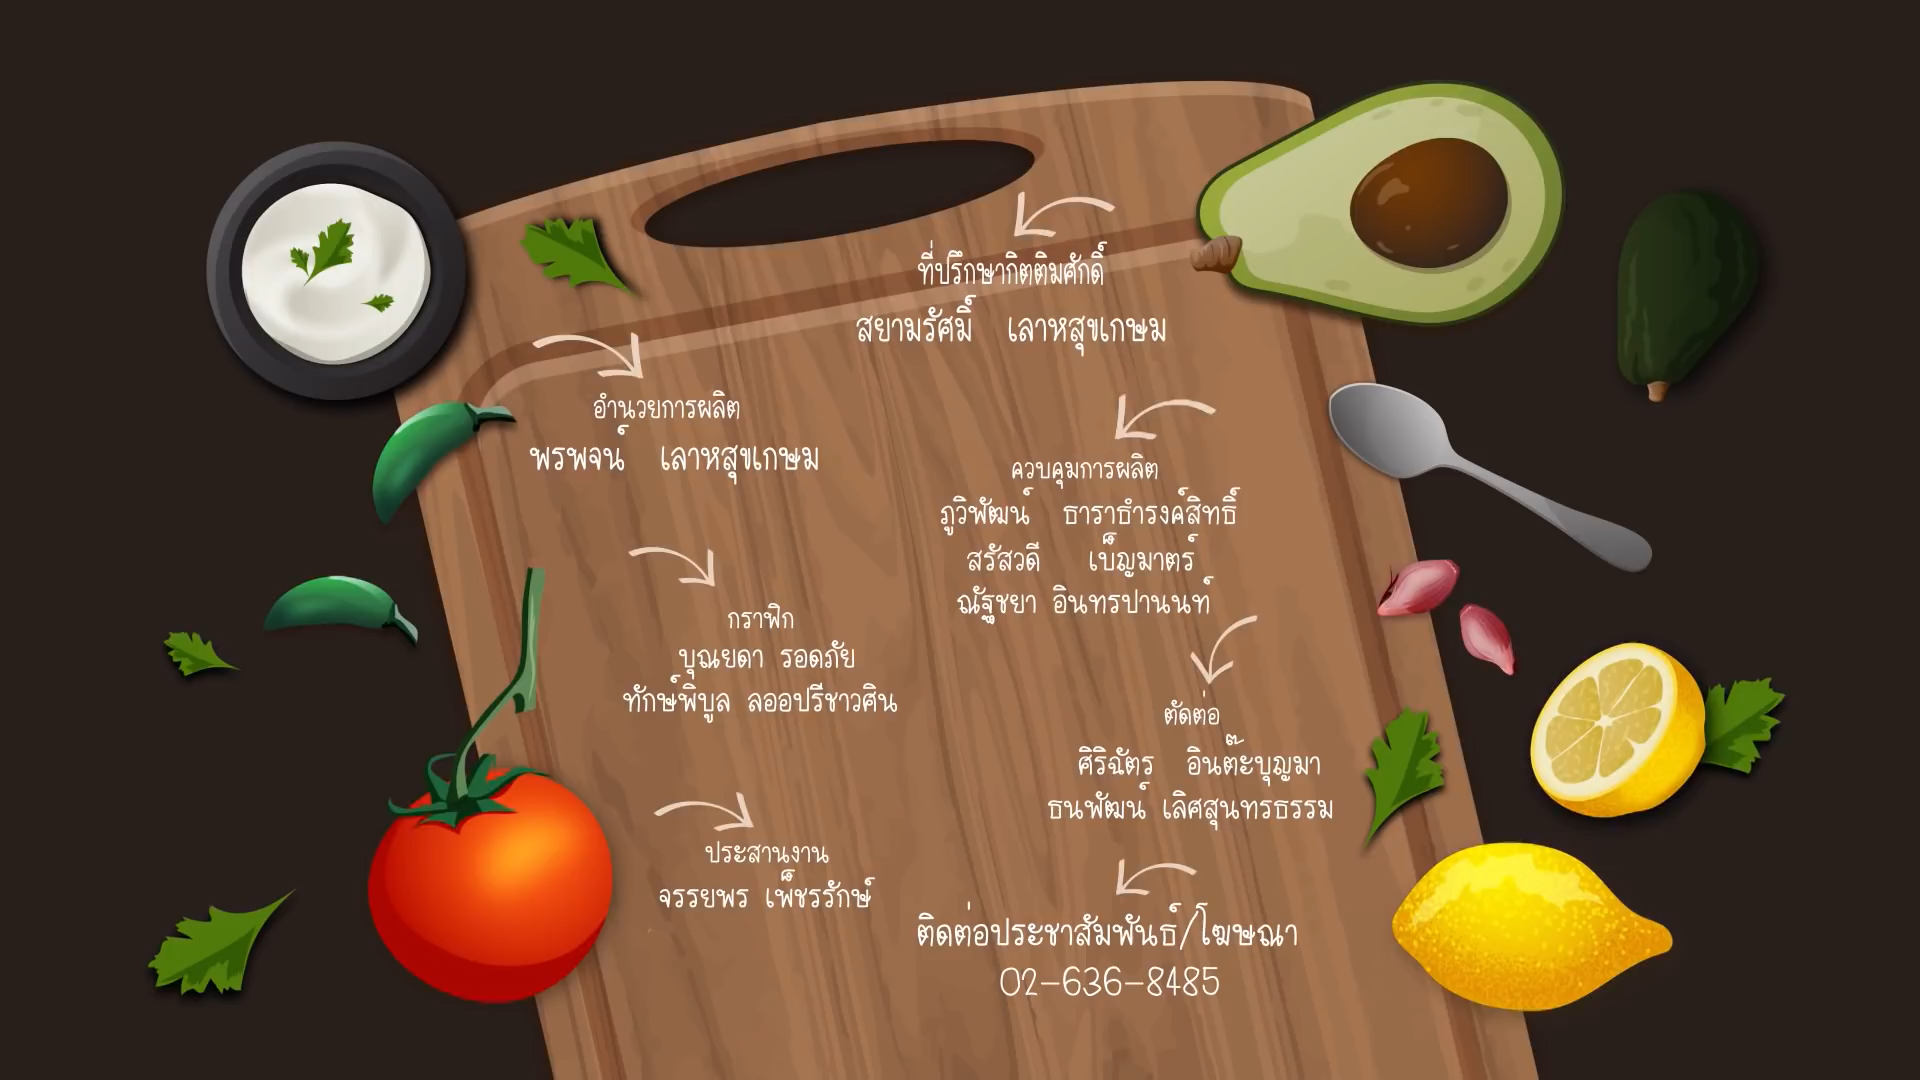 ที่ปรึกษากิตติมศักดิ์
สยามรัศมิ์ เลาหสุขเกษม
อำนวยการผลิต
พรพจน์ เลาหสุขเกษม
ควบคุมการผลิต
ภูวิพัฒน์ ธาราธำรงค์สิทธิ์
สรัสวดี เบ็ญมาตร์
ณัฐชยา อินทรปานนท์
กราฟิก
บุณยดา รอดภัย
ทักษ์พิบูล ลออปรีชาวศิน
ตัดต่อ
ศิริฉัตร อินต๊ะบุญมา
ธนพัฒน์ เลิศสุนทรธรรม
ประสานงาน
จรรยพร เพ็ชรรักษ์
ติดต่อประชาสัมพันธ์/โฆษณา
02-636-8485